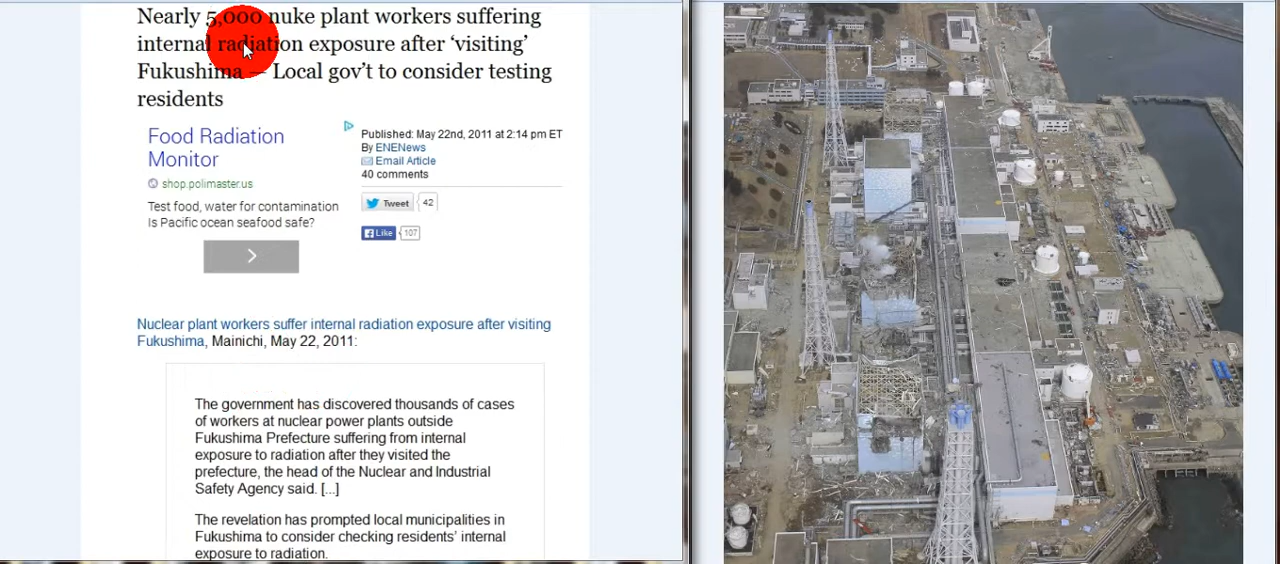 Nearly 5,000 nuke plant workers suffering
internal radiation exposure after ‘visiting’
Fukushima — Local gov’t to consider testing
residents
Food Radiation
Monitor
shop.polimaster.us
Test food, water for contamination
Is Pacific ocean seafood safe?
Published: May 22nd, 2011 at 2:14 pm ET
By ENENews
Email Article
40 comments
Tweet 42
Like 107
Nuclear plant workers suffer internal radiation exposure after visiting
Fukushima, Mainichi, May 22, 2011:
The government has discovered thousands of cases
of workers at nuclear power plants outside
Fukushima Prefecture suffering from internal
exposure to radiation after they visited the
prefecture, the head of the Nuclear and Industrial
Safety Agency said. [...]
The revelation has prompted local municipalities in
Fukushima to consider checking residents’ internal
exposure to radiation.